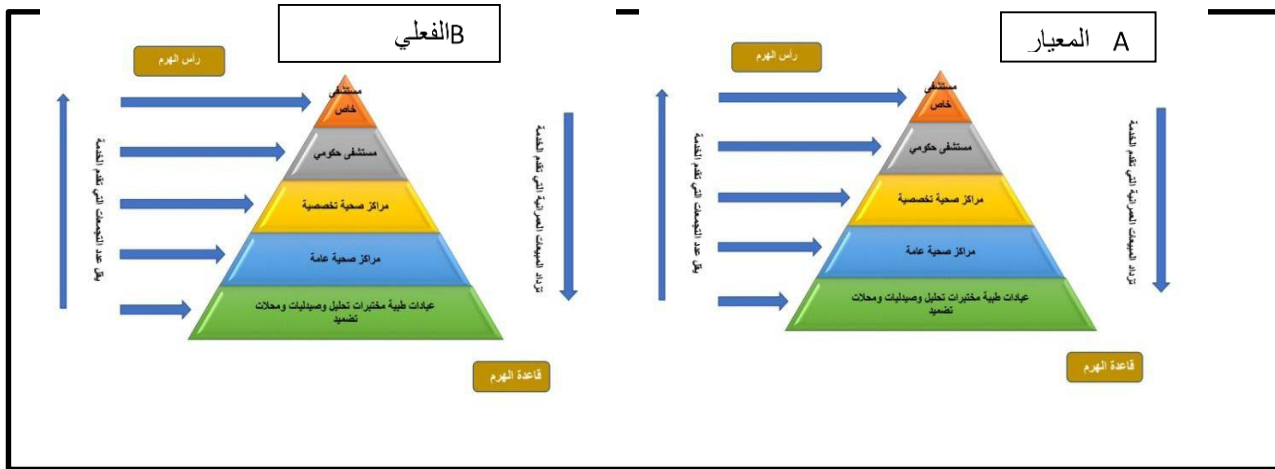 A المعيار
رأس الهرم
مستشفى
خاص
مستشفى حكومي
مراكز صحية تخصصية
مراكز صحية عامة
عيادات طبية مختبرات تحليل وصيدليات ومحلات
تضميد
قاعدة الهرم
تزداد المبيعات العمرانية التي تقدم الخدمة
يقل عدد التجمعات التي تقدم الخدمة
Bالفعلي
رأس الهرم
مستشفى
خاص
مستشفى حكومي
مراكز صحية تخصصية
مراكز صحية عامة
عيادات طبية مختبرات تحليل وصيدليات ومحلات
تضميد
قاعدة الهرم
تزداد المبيعات العمرانية التي تقدم الخدمة
يقل عدد التجمعات التي تقدم الخدمة